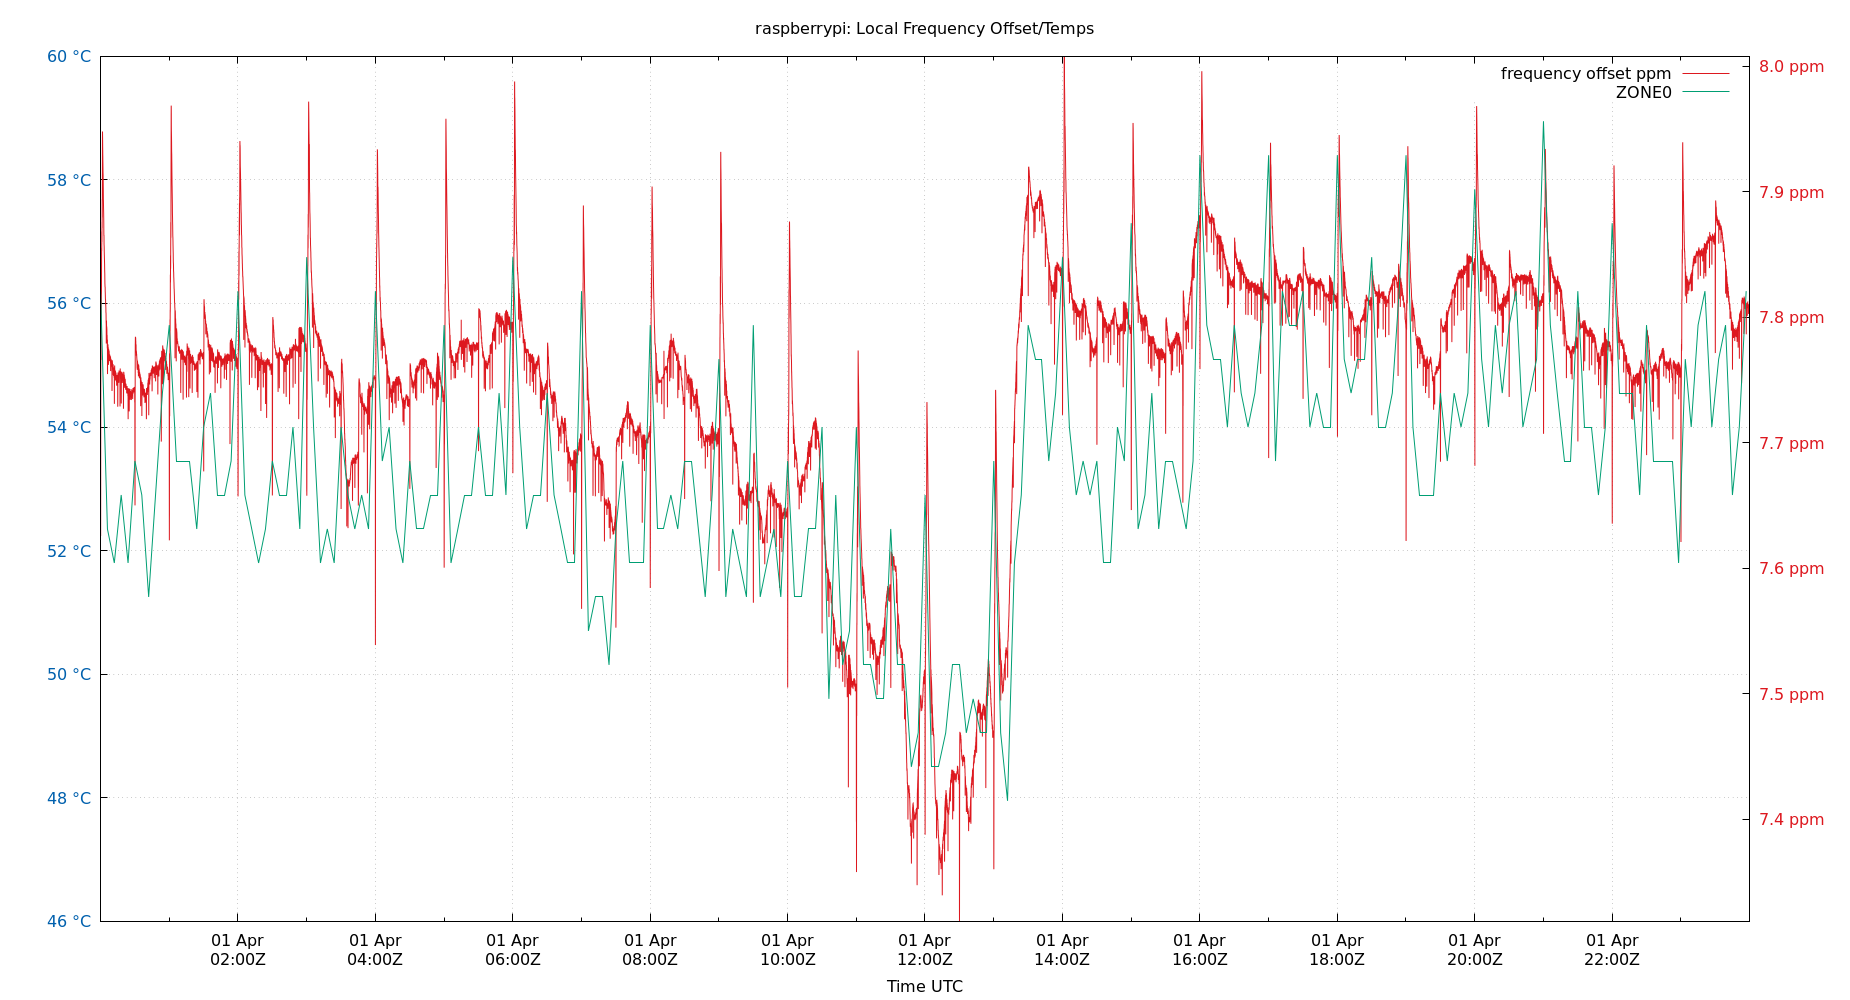 raspberrypi: Local Frequency Offset/Temps
60 °C
58 °C
56 °C
54 °C
52 °C
50 °C
48 °C
46 °C
8.0 ppm
7.9 ppm
7.8 ppm
7.7 ppm
7.6 ppm
7.5 ppm
7.4 ppm
frequency offset ppm
ZONE0
01 Apr 01 Apr 01 Apr 01 Apr 01 Apr 01 Apr 01 Apr 01 Apr 01 Apr 01 Apr 01 Apr
02:00Z 04:00Z 06:00Z 08:00Z 10:00Z 12:00Z 14:00Z 16:00Z 18:00Z 20:00Z 22:00Z
Time UTC